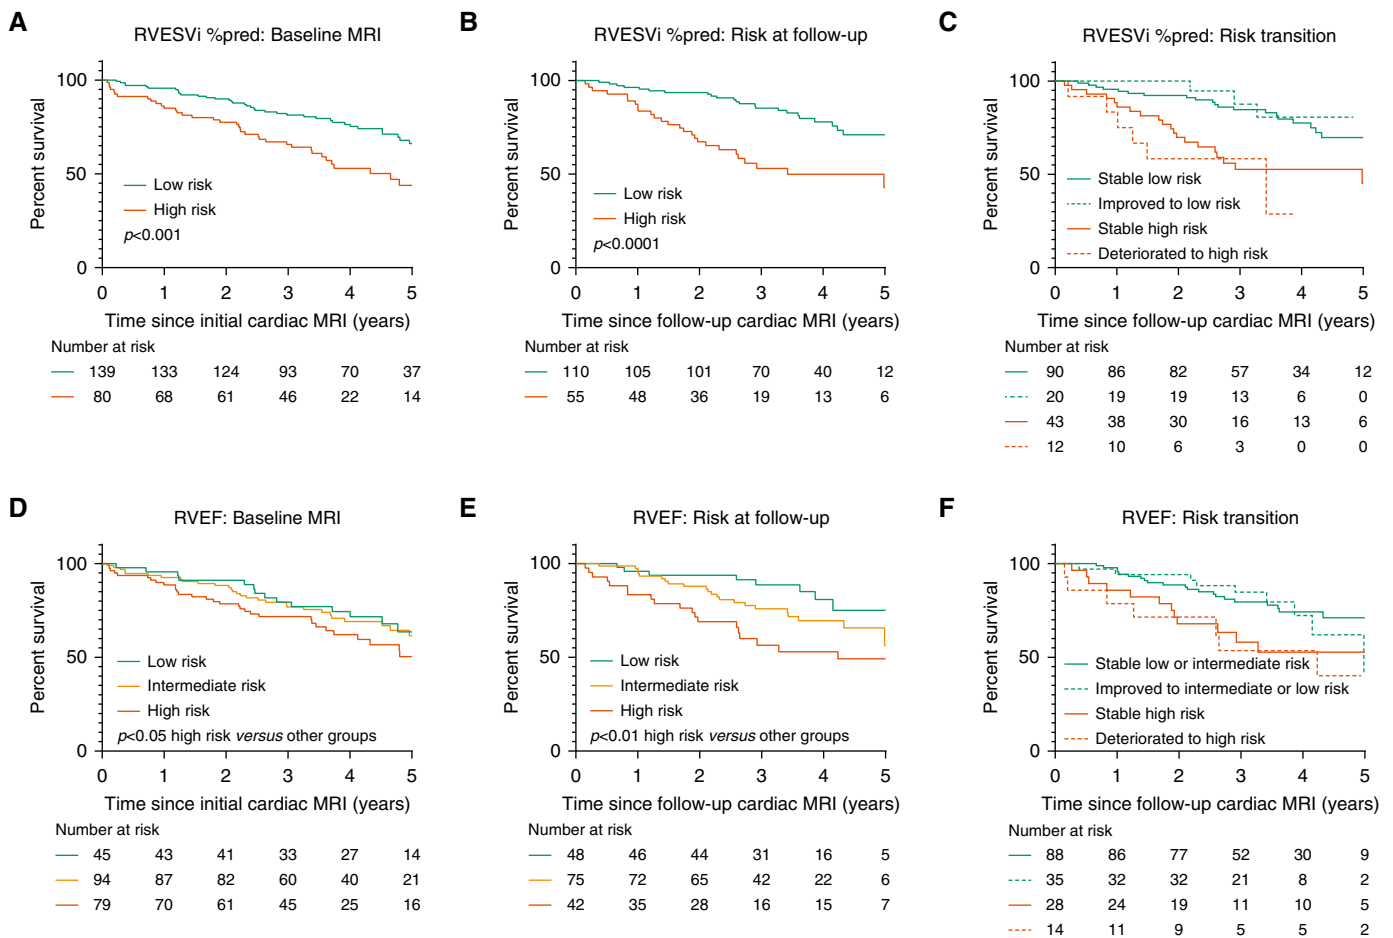 A
RVESVi %pred: Baseline MRI
Percent survival
100
50
0
Low risk
High risk
p<0.001
0 1 2 3 4 5
Time since initial cardiac MRI (years)
Number at risk
139 133 124 93 70 37
80 68 61 46 22 14
B
RVESVi %pred: Risk at follow-up
Percent survival
100
50
0
Low risk
High risk
p<0.0001
0 1 2 3 4 5
Time since follow-up cardiac MRI (years)
Number at risk
110 105 101 70 40 12
55 48 36 19 13 6
C
RVESVi %pred: Risk transition
Percent survival
100
50
0
Stable low risk
Improved to low risk
Stable high risk
Deteriorated to high risk
0 1 2 3 4 5
Time since follow-up cardiac MRI (years)
Number at risk
90 86 82 57 34 12
20 19 19 13 6 0
43 38 30 16 13 6
12 10 6 3 0 0
D
RVEF: Baseline MRI
Percent survival
100
50
0
Low risk
Intermediate risk
High risk
p<0.05 high risk versus other groups
0 1 2 3 4 5
Time since initial cardiac MRI (years)
Number at risk
45 43 41 33 27 14
94 87 82 60 40 21
79 70 61 45 25 16
E
RVEF: Risk at follow-up
Percent survival
100
50
0
Low risk
Intermediate risk
High risk
p<0.01 high risk versus other groups
0 1 2 3 4 5
Time since follow-up cardiac MRI (years)
Number at risk
48 46 44 31 16 5
75 72 65 42 22 6
42 35 28 16 15 7
F
RVEF: Risk transition
Percent survival
100
50
0
Stable low or intermediate risk
Improved to intermediate or low risk
Stable high risk
Deteriorated to high risk
0 1 2 3 4 5
Time since follow-up cardiac MRI (years)
Number at risk
88 86 77 52 30 9
35 32 32 21 8 2
28 24 19 11 10 5
14 11 9 5 5 2